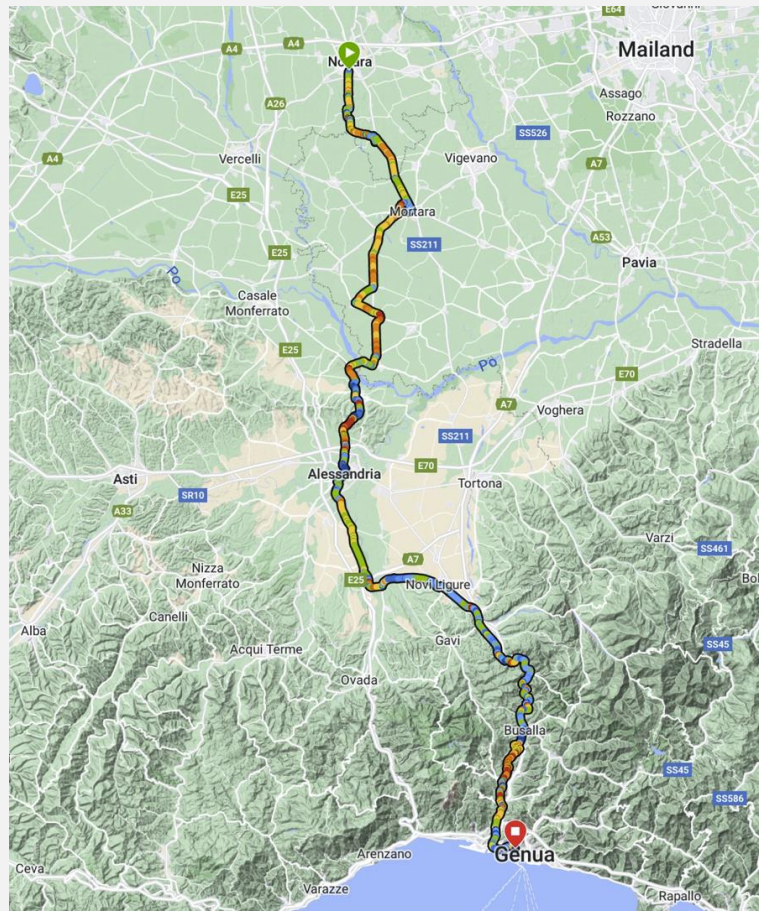 E64
Mailand
A4
A4
Novara
A26
Assago
Rozzano
SS526
A4
Vercelli
Vigevano
A7
E25
Mortara
SS211
A53
E25
Po
Pavia
Casale
Monferrato
E25
Stradella
Po
E70
A7
Voghera
SS211
E70
Asti
Alessandria
Tortona
SR10
A33
Varzi
SS461
A7
Nizza
Monferrato
E25
Novi Ligure
Canelli
Alba
Gavi
SS45
Acqui Terme
Ovada
Busalla
SS45
SS586
Genua
Arenzano
Ceva
Varazze
Rapallo